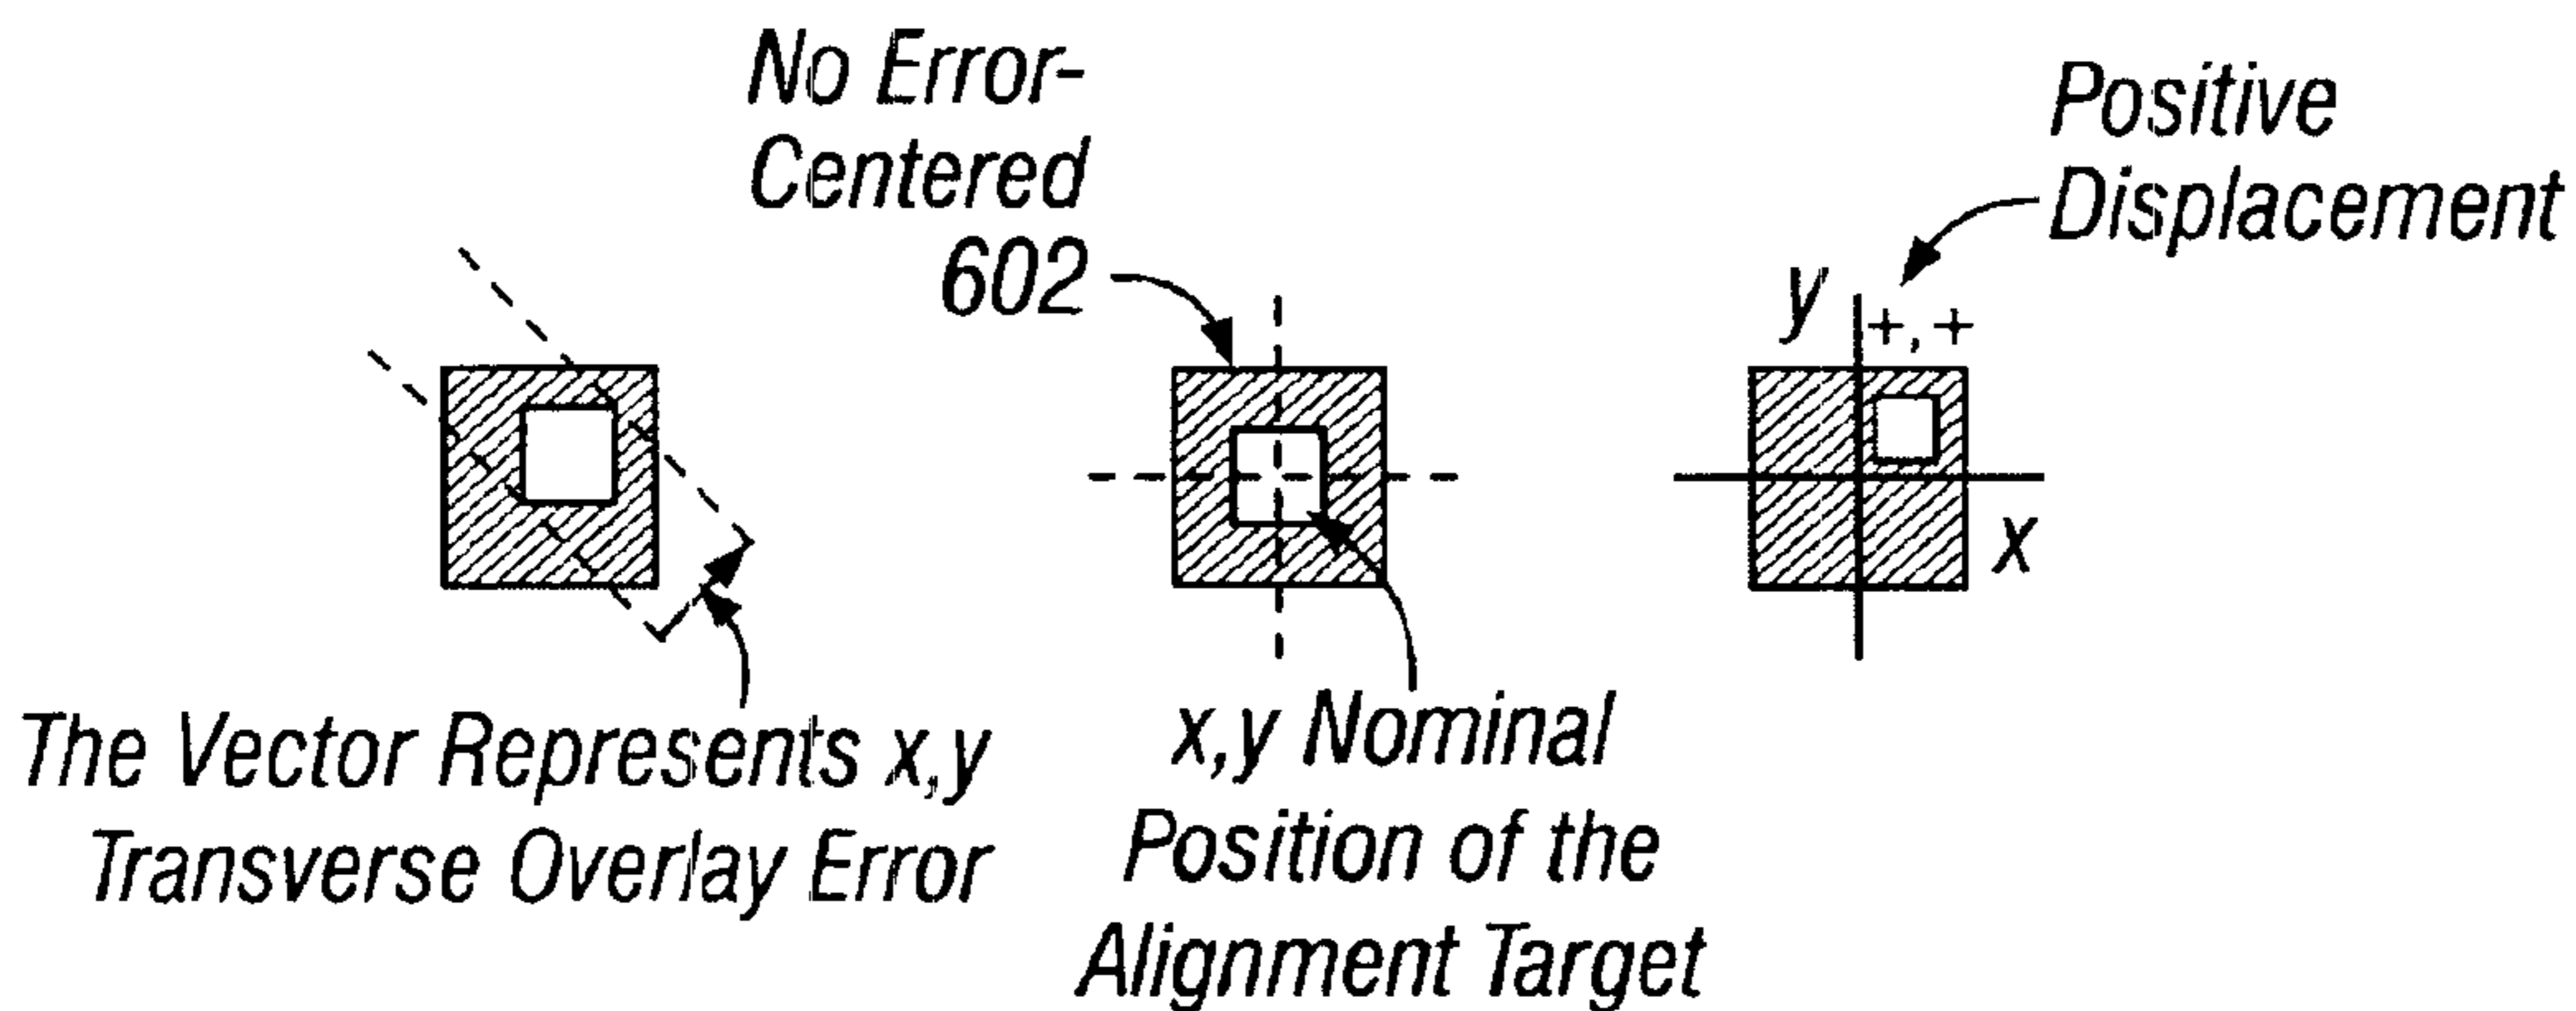 No Error-
Centered
602
Positive
Displacement
y
+, +
x
The Vector Represents x,y
Transverse Overlay Error
x,y Nominal
Position of the
Alignment Target